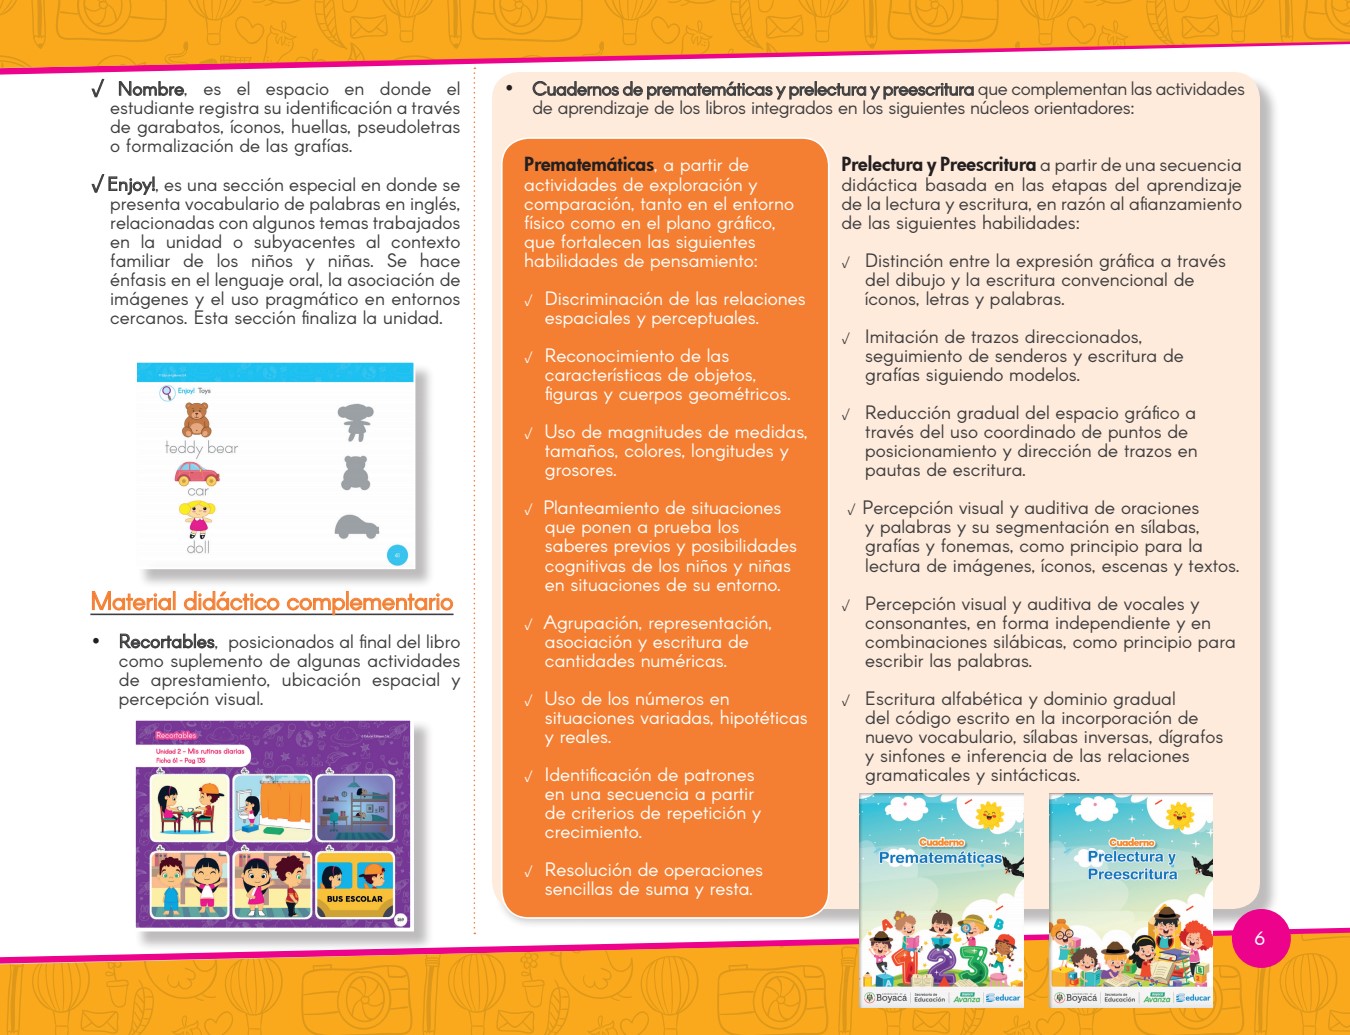 √ Nombre, es el espacio en donde el
estudiante registra su identificación a través
de garabatos, íconos, huellas, pseudoletras
o formalización de las grafías.
√ Enjoy!, es una sección especial en donde se
presenta vocabulario de palabras en inglés,
relacionadas con algunos temas trabajados
en la unidad o subyacentes al contexto
familiar de los niños y niñas. Se hace
énfasis en el lenguaje oral, la asociación de
imágenes y el uso pragmático en entornos
cercanos. Esta sección finaliza la unidad.
Enjoy! Toys
teddy bear
car
doll
Material didáctico complementario
• Recortables, posicionados al final del libro
como suplemento de algunas actividades
de aprestamiento, ubicación espacial y
percepción visual.
Recortables
Unidad 2 - Mis rutinas diarias
Ficha 61 - Pag 135
BUS ESCOLAR
• Cuadernos de prematemáticas y prelectura y preescritura que complementan las actividades
de aprendizaje de los libros integrados en los siguientes núcleos orientadores:
Prematemáticas, a partir de
actividades de exploración y
comparación, tanto en el entorno
físico como en el plano gráfico,
que fortalecen las siguientes
habilidades de pensamiento:
√ Discriminación de las relaciones
espaciales y perceptuales.
√ Reconocimiento de las
características de objetos,
figuras y cuerpos geométricos.
√ Uso de magnitudes de medidas,
tamaños, colores, longitudes y
grosores.
√ Planteamiento de situaciones
que ponen a prueba los
saberes previos y posibilidades
cognitivas de los niños y niñas
en situaciones de su entorno.
√ Agrupación, representación,
asociación y escritura de
cantidades numéricas.
√ Uso de los números en
situaciones variadas, hipotéticas
y reales.
√ Identificación de patrones
en una secuencia a partir
de criterios de repetición y
crecimiento.
√ Resolución de operaciones
sencillas de suma y resta.
Prelectura y Preescritura a partir de una secuencia
didáctica basada en las etapas del aprendizaje
de la lectura y escritura, en razón al afianzamiento
de las siguientes habilidades:
√ Distinción entre la expresión gráfica a través
del dibujo y la escritura convencional de
íconos, letras y palabras.
√ Imitación de trazos direccionados,
seguimiento de senderos y escritura de
grafías siguiendo modelos.
√ Reducción gradual del espacio gráfico a
través del uso coordinado de puntos de
posicionamiento y dirección de trazos en
pautas de escritura.
√ Percepción visual y auditiva de oraciones
y palabras y su segmentación en sílabas,
grafías y fonemas, como principio para la
lectura de imágenes, íconos, escenas y textos.
√ Percepción visual y auditiva de vocales y
consonantes, en forma independiente y en
combinaciones silábicas, como principio para
escribir las palabras.
√ Escritura alfabética y dominio gradual
del código escrito en la incorporación de
nuevo vocabulario, sílabas inversas, dígrafos
y sinfones e inferencia de las relaciones
gramaticales y sintácticas.
Cuaderno
Prematemáticas
A B C
1 2 3
Boyacá Secretaría de Educación Avanza educar
Cuaderno
Prelectura y
Preescritura
Boyacá Secretaría de Educación Avanza educar
6